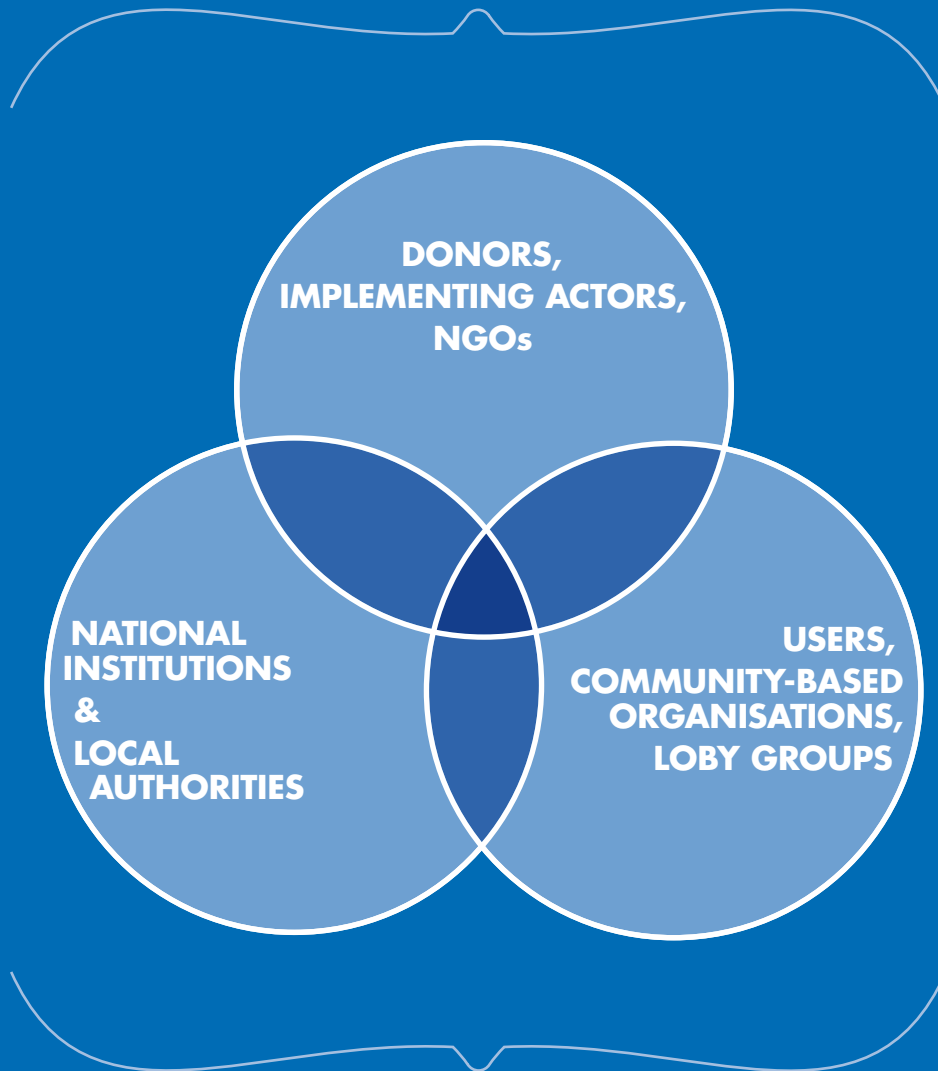 DONORS,
IMPLEMENTING ACTORS,
NGOs
NATIONAL
INSTITUTIONS
&
LOCAL
AUTHORITIES
USERS,
COMMUNITY-BASED
ORGANISATIONS,
LOBY GROUPS